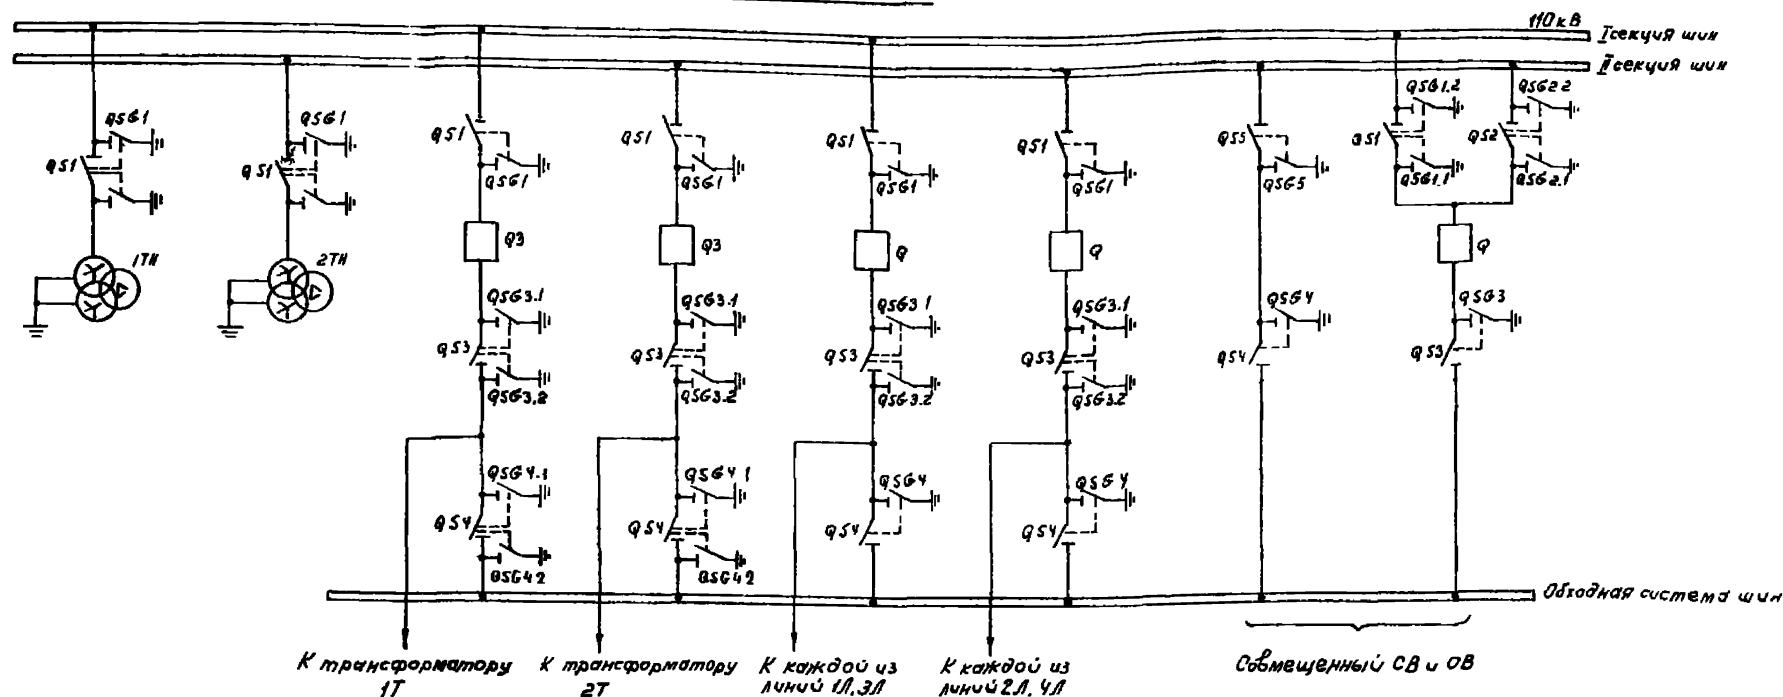 110 кВ
I секция шин
II секция шин
QSG1
QS1
1ТН
QSG1
QS1
2ТН
QS1
QSG1
Q3
QSG3.1
QS3
QSG3.2
QSG4.1
QS4
QSG4.2
QS1
QSG1
Q3
QSG3.1
QS3
QSG3.2
QSG4.1
QS4
QSG4.2
QS1
QSG1
Q
QSG3.1
QS3
QSG3.2
QSG4
QS4
QS1
QSG1
Q
QSG3.1
QS3
QSG3.2
QSG4
QS4
QS5
QSG5
QSG4
QS4
QSG1.2
QS1
QSG1.1
QSG2.2
QS2
QSG2.1
Q
QSG3
QS3
Обходная система шин
К трансформатору
1Т
К трансформатору
2Т
К каждой из
линий 1Л, 3Л
К каждой из
линий 2Л, 4Л
Совмещенный СВ и ОВ